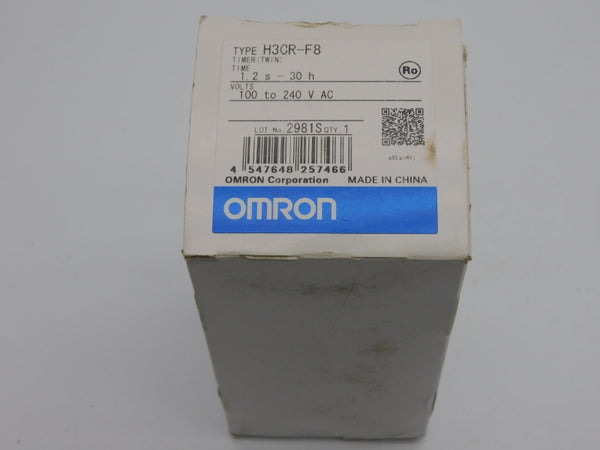 TYPE H3CR-F8
TIMER(TWIN)
TIME
1.2 s - 30 h
Ro
VOLTS
100 to 240 V AC
LOT No. 2981S QTY 1
4 547648 257466
OMRON Corporation MADE IN CHINA
OMRON